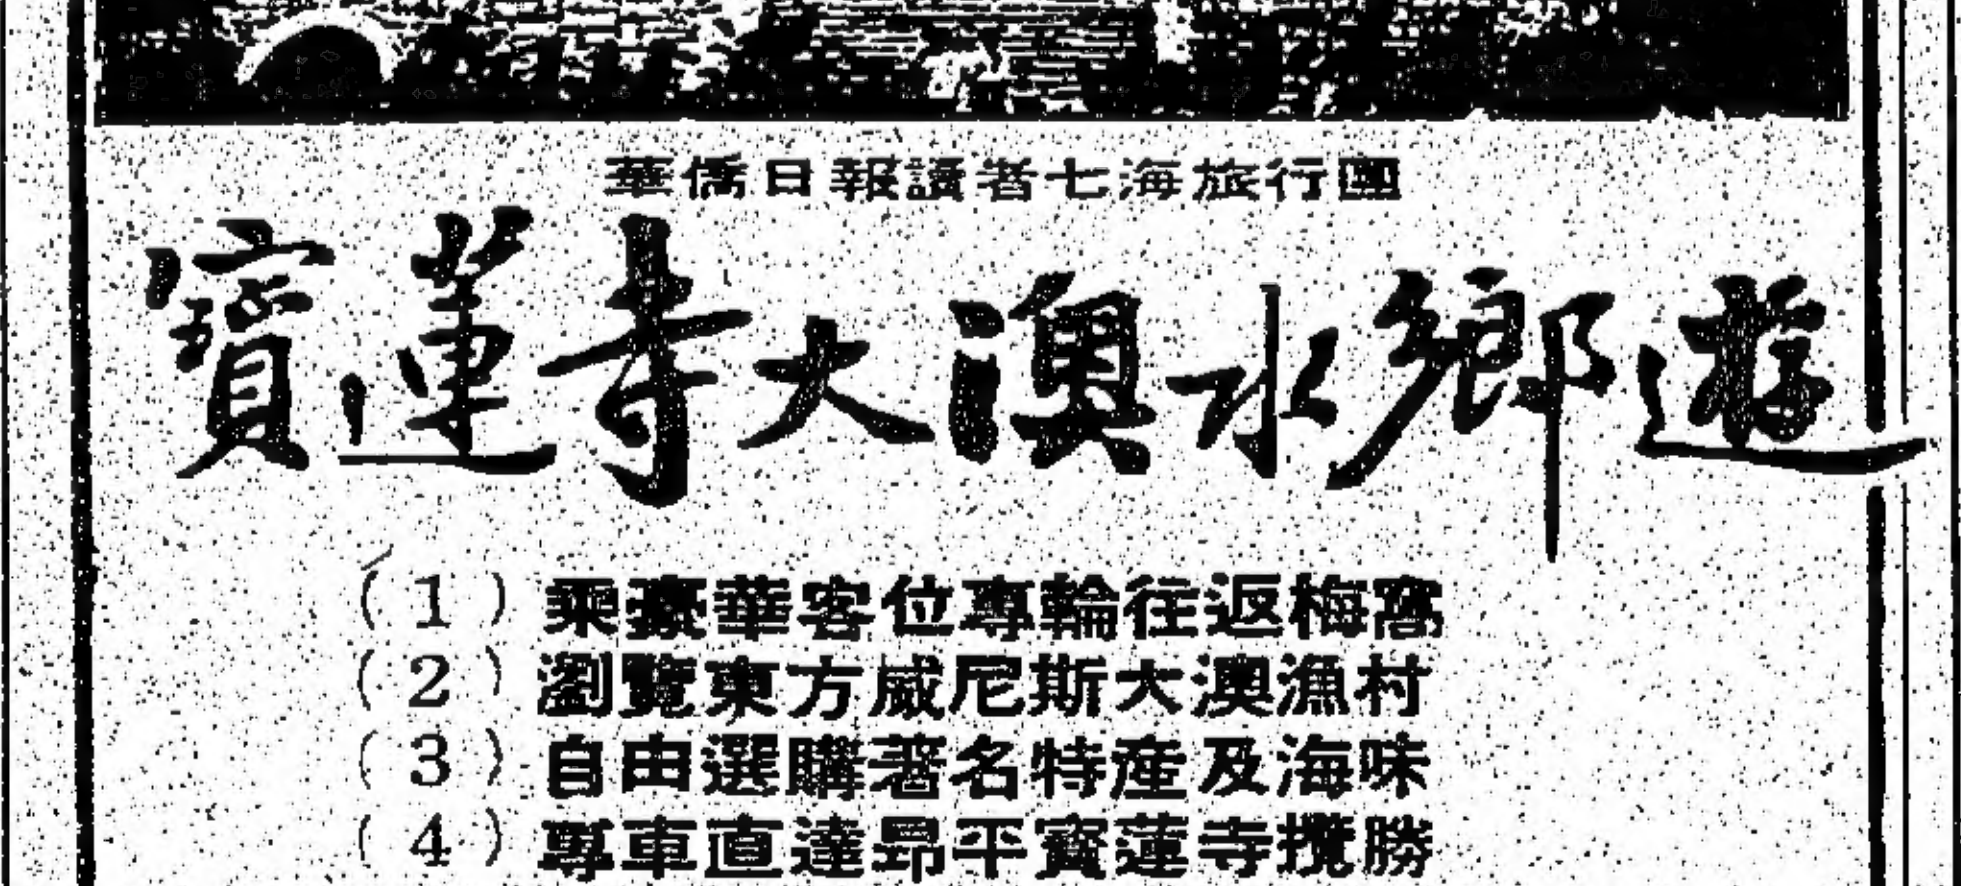 華僑日報讀者七海旅行團
寶蓮寺大澳水鄉遊
(1)乘豪華客位專輪往返梅窩
(2)瀏覽東方威尼斯大澳漁村
(3)自由選購著名特產及海味
(4)專車直達昂平寶蓮寺攬勝